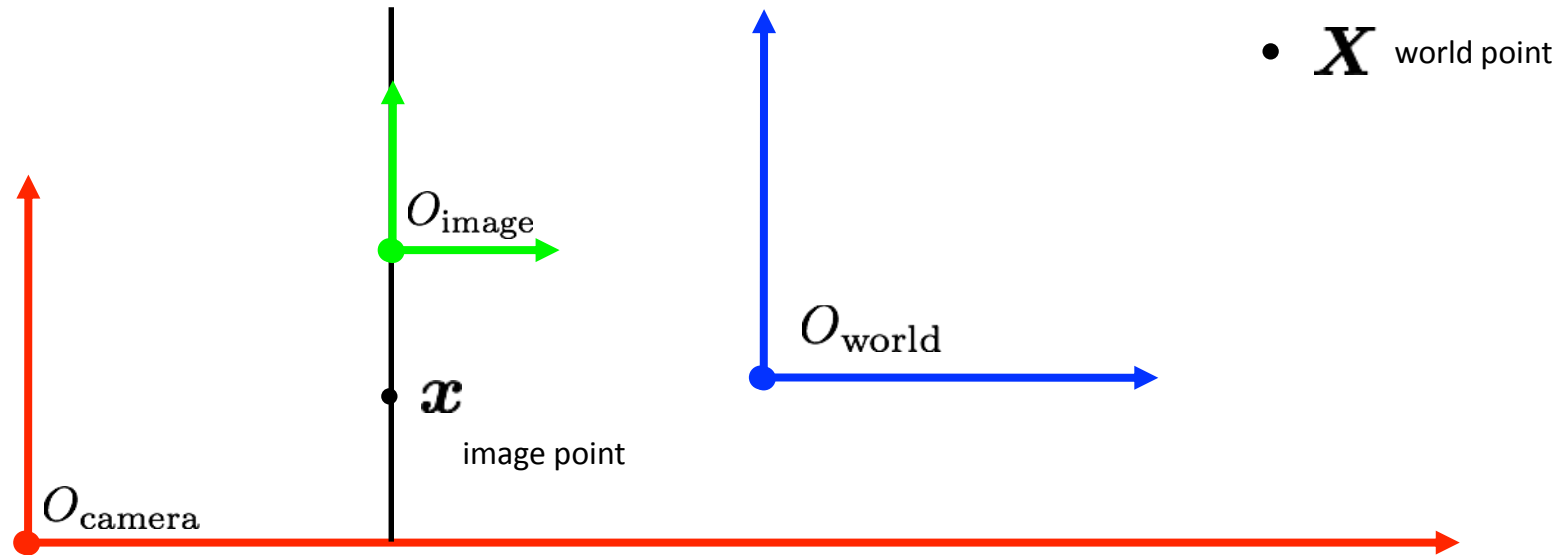 X world point
O_image
O_world
x
image point
O_camera